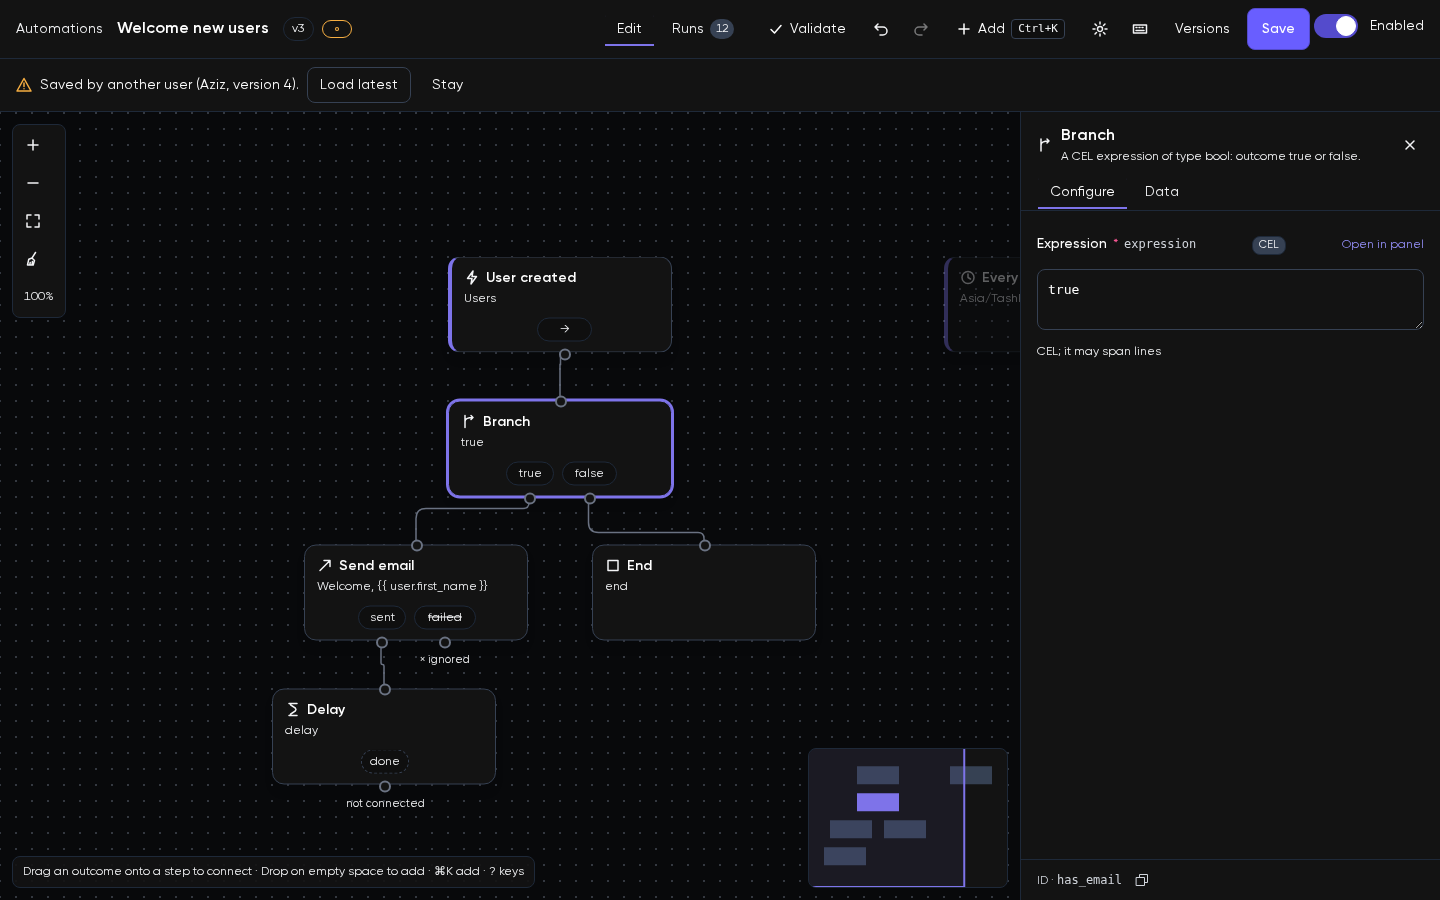 Automations Welcome new users v3 Edit Runs 12 Validate Add Ctrl+K Versions Save Enabled
Saved by another user (Aziz, version 4). Load latest Stay
100%
User created
Users
→
Every
Asia/Tash
Branch
true
true false
Send email
Welcome, {{ user.first_name }}
sent failed
× ignored
End
end
Delay
delay
done
not connected
Drag an outcome onto a step to connect · Drop on empty space to add · ⌘K add · ? keys
Branch
A CEL expression of type bool: outcome true or false.
Configure Data
Expression * expression CEL Open in panel
true
CEL; it may span lines
ID · has_email